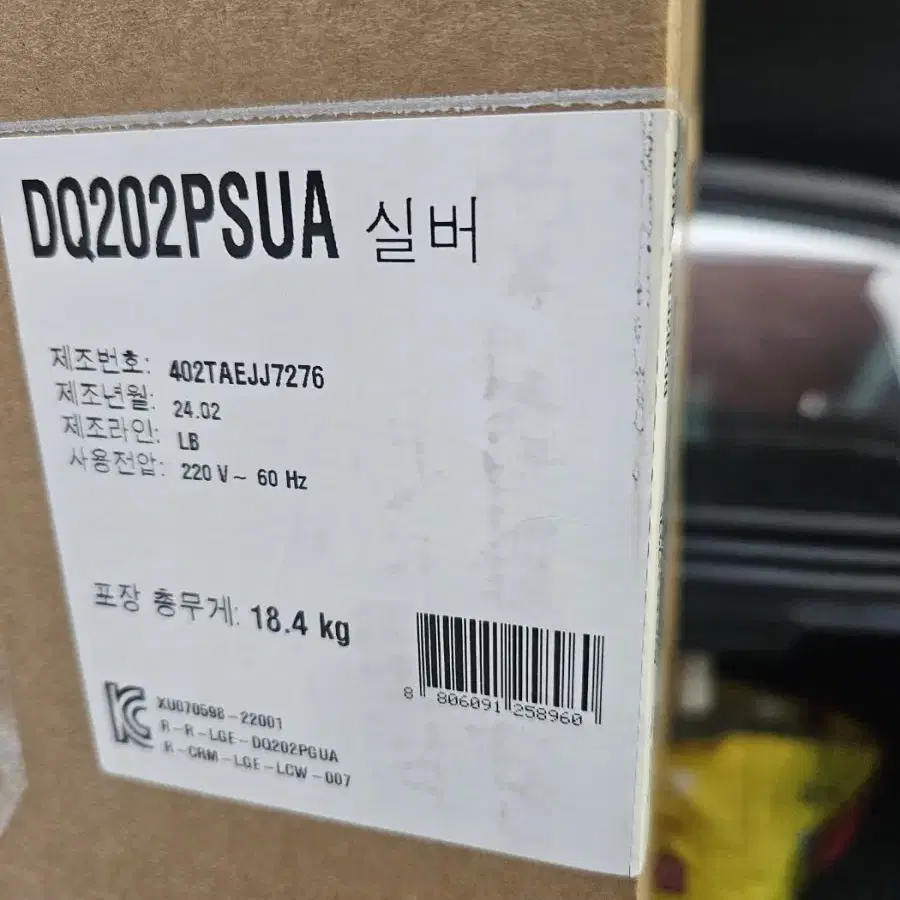 DQ202PSUA 실버
제조번호: 402TAEJJ7276
제조년월: 24.02
제조라인: LB
사용전압: 220 V~ 60 Hz
포장 총무게: 18.4 kg
8 806091 258960
XU070598-22001
R-R-LGE-DQ202PGUA
R-CRM-LGE-LCW-007